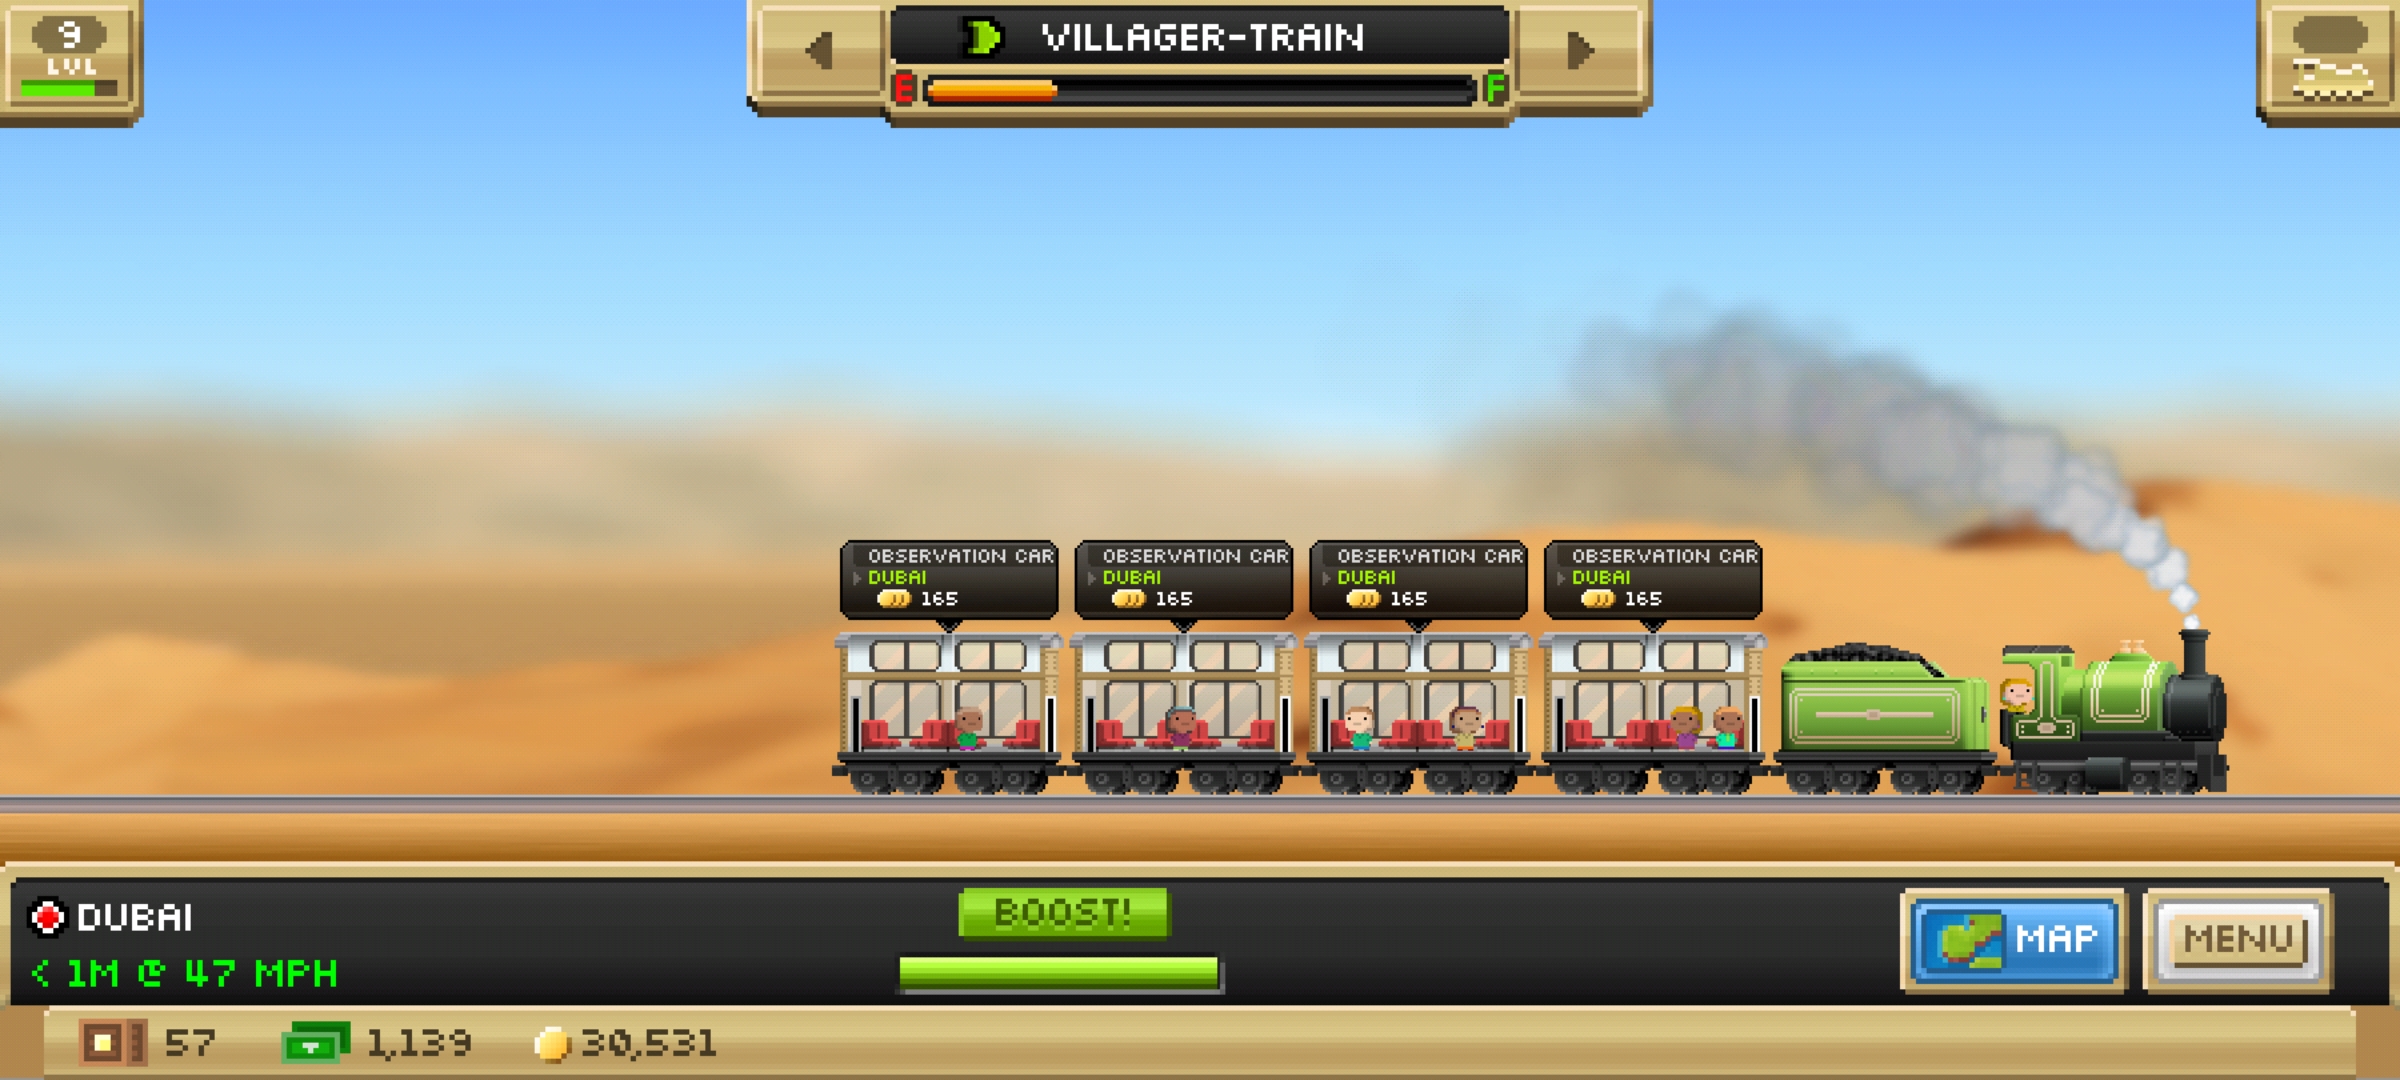 9
LVL
VILLAGER-TRAIN
E F
OBSERVATION CAR
DUBAI
165
OBSERVATION CAR
DUBAI
165
OBSERVATION CAR
DUBAI
165
OBSERVATION CAR
DUBAI
165
DUBAI
< 1M @ 47 MPH
BOOST!
MAP
MENU
57
1,139
30,531